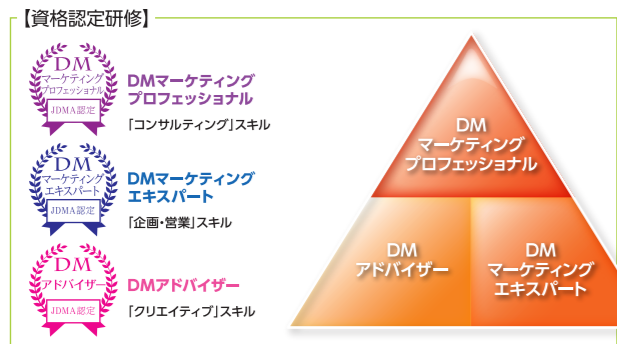 【資格認定研修】
DM
マーケティング
プロフェッショナル
JDMA認定
DMマーケティング
プロフェッショナル
「コンサルティング」スキル
DM
マーケティング
エキスパート
JDMA認定
DMマーケティング
エキスパート
「企画・営業」スキル
DM
アドバイザー
JDMA認定
DMアドバイザー
「クリエイティブ」スキル
DM
マーケティング
プロフェッショナル
DM
アドバイザー
DM
マーケティング
エキスパート